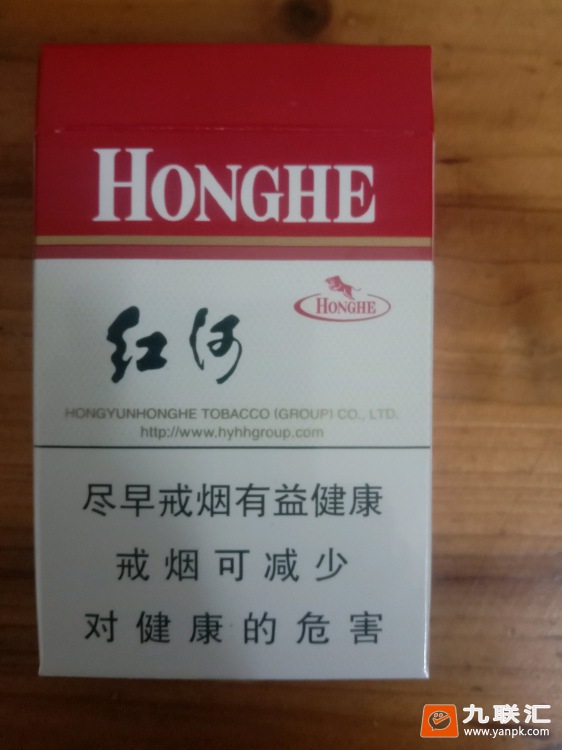 HONGHE
HONGHE
红河
HONGYUNHONGHE TOBACCO (GROUP) CO., LTD.
http://www.hyhhgroup.com
尽早戒烟有益健康
戒烟可减少
对健康的危害
九联汇
www.yanpk.com